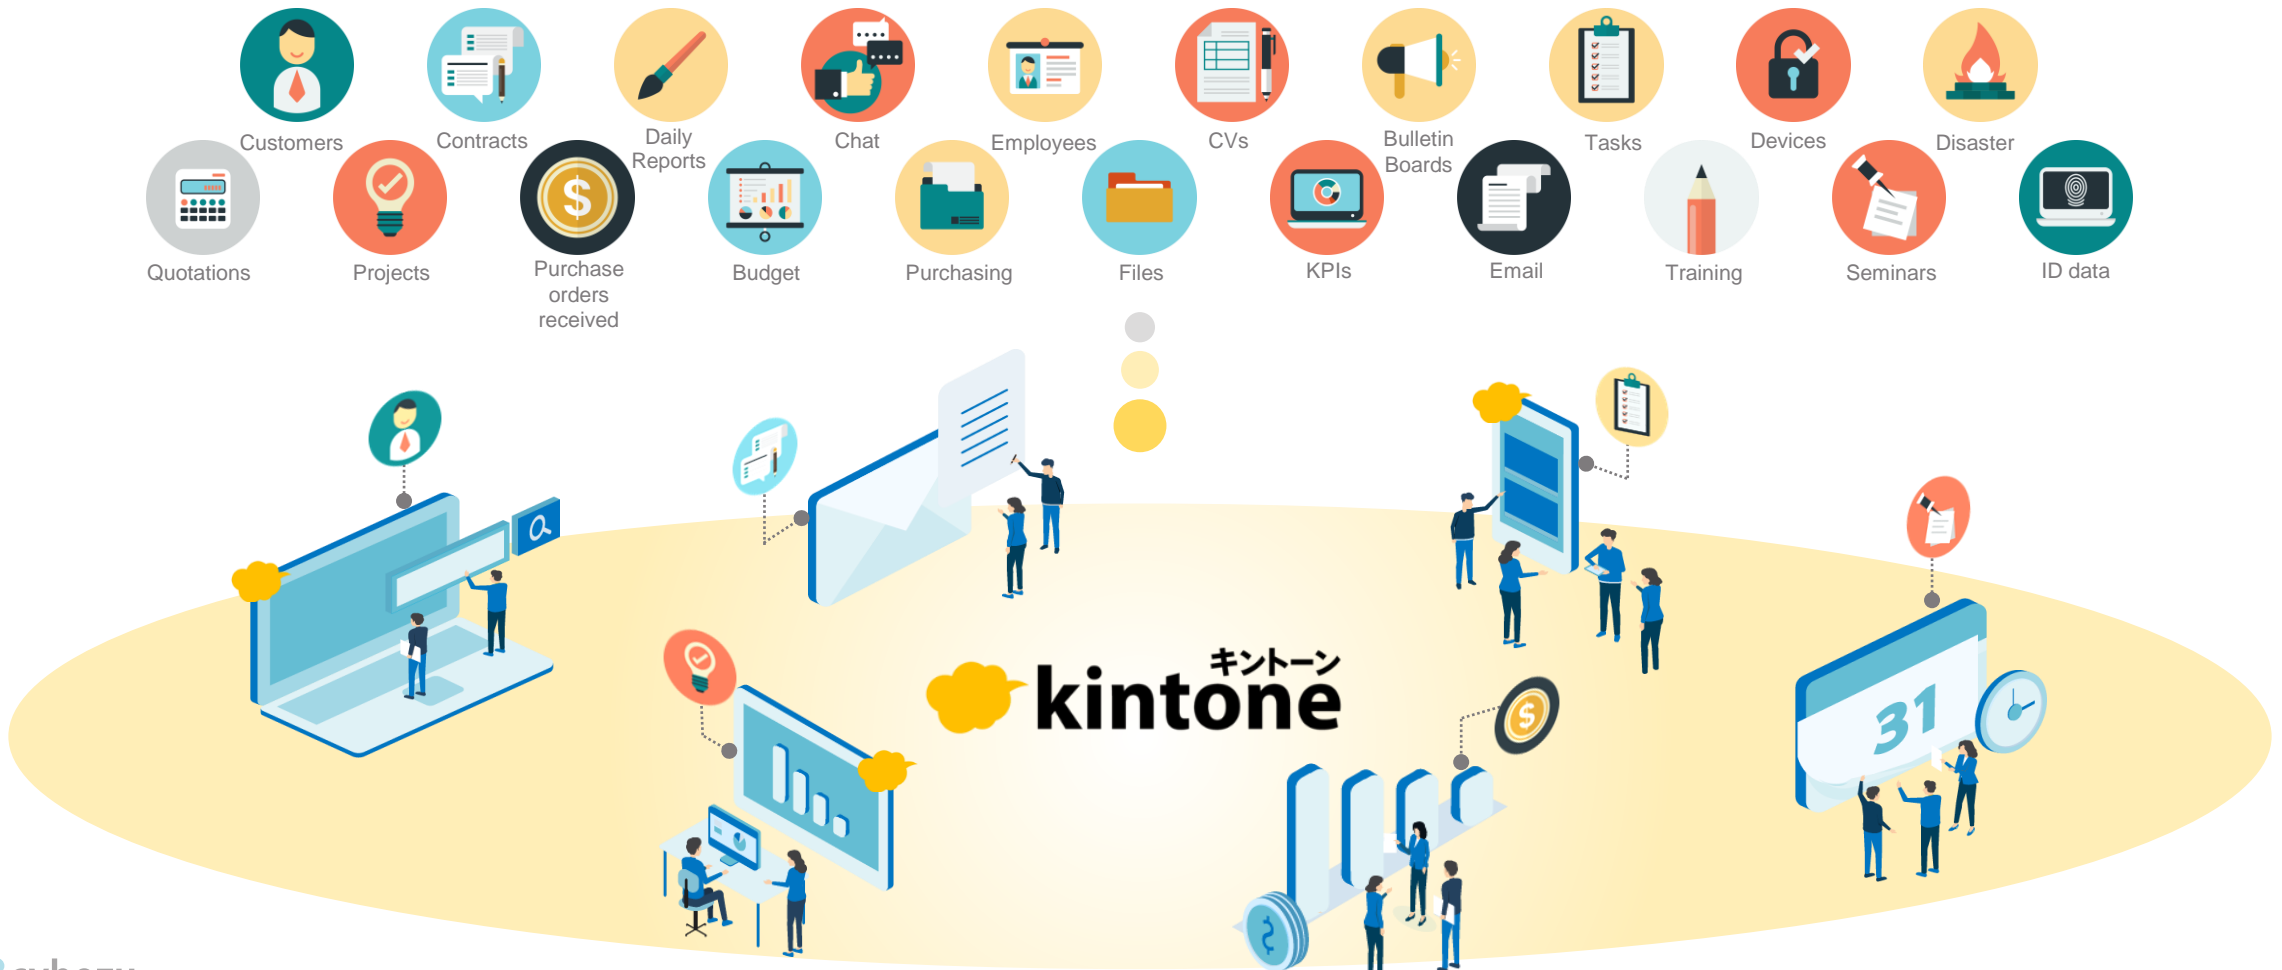 Customers
Contracts
Daily
Reports
Chat
Employees
CVs
Bulletin
Boards
Tasks
Devices
Disaster
Quotations
Projects
Purchase
orders
received
Budget
Purchasing
Files
KPIs
Email
Training
Seminars
ID data
キントーン
kintone
31